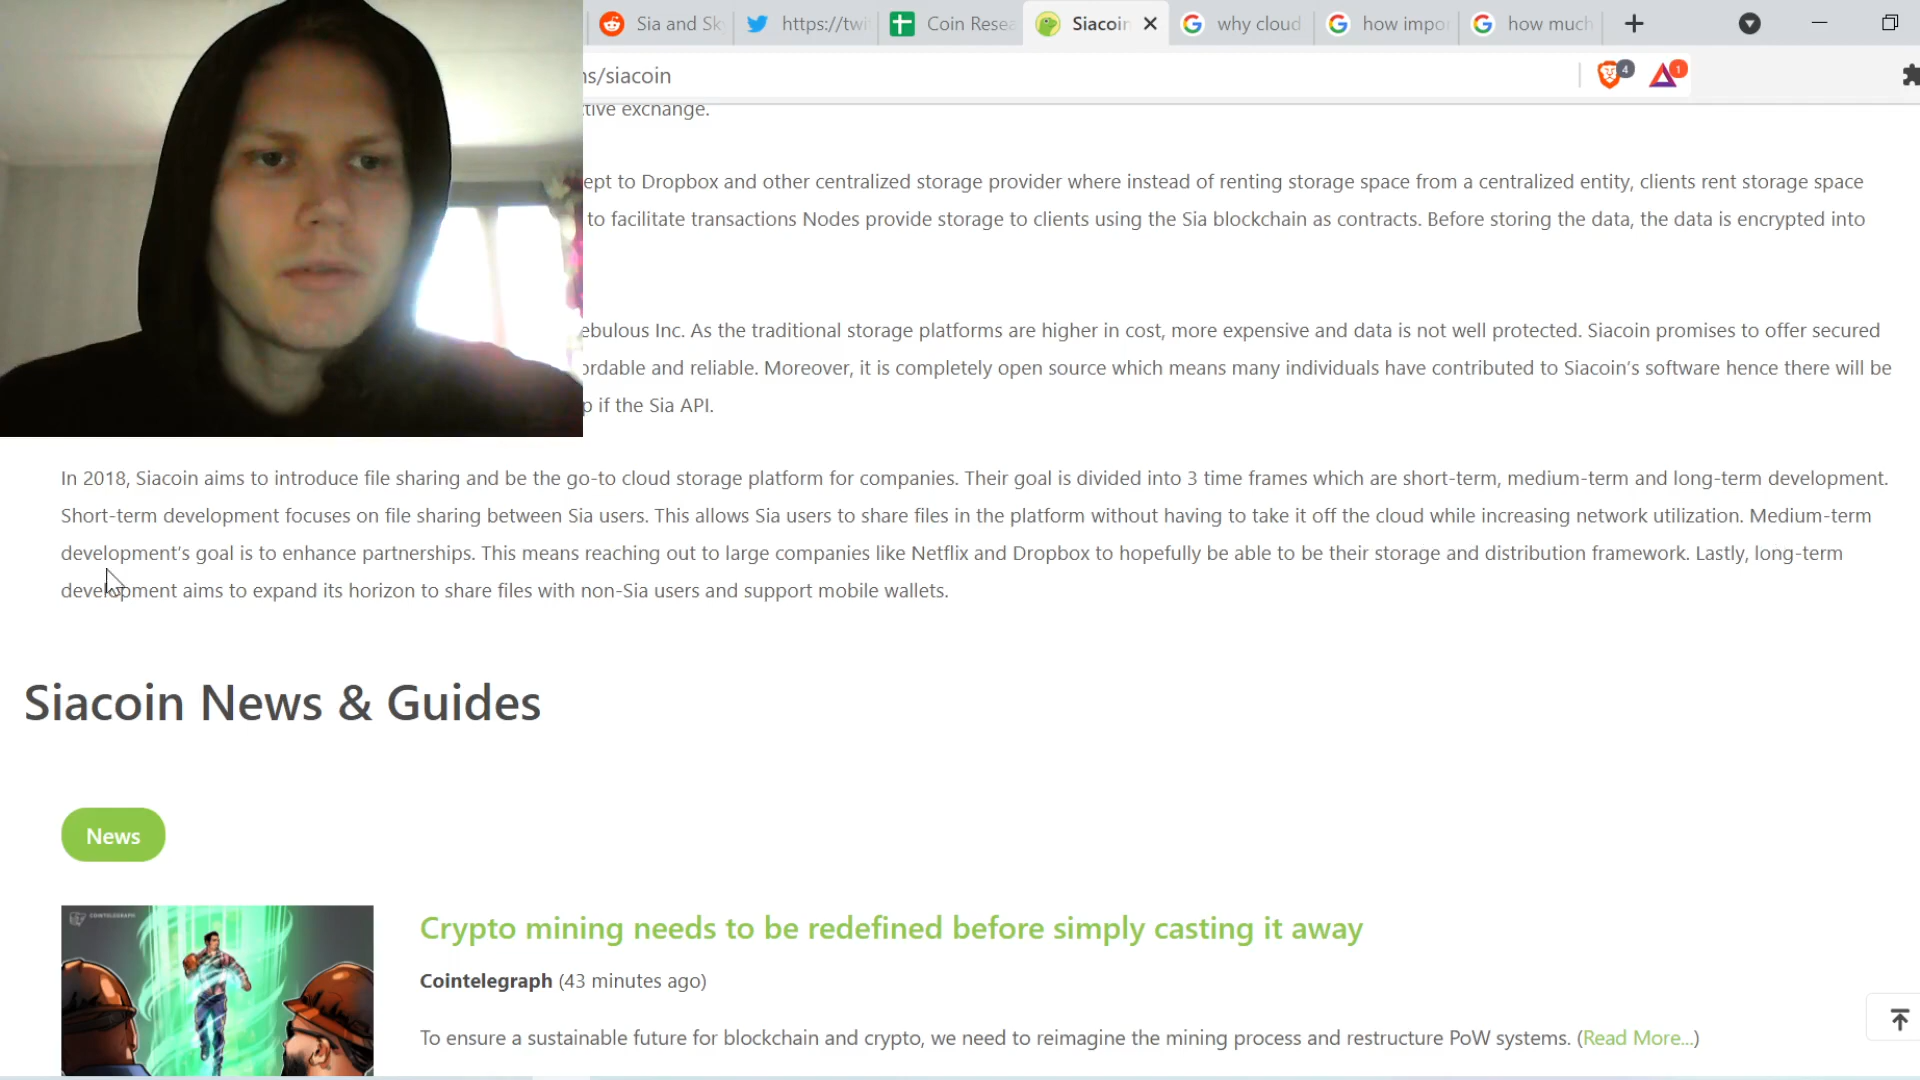 Sia and Sk
https://twi
Coin Resea
Siacoin
why cloud
how impor
how much
ns/siacoin
4
1
tive exchange.
ept to Dropbox and other centralized storage provider where instead of renting storage space from a centralized entity, clients rent storage space
to facilitate transactions Nodes provide storage to clients using the Sia blockchain as contracts. Before storing the data, the data is encrypted into
ebulous Inc. As the traditional storage platforms are higher in cost, more expensive and data is not well protected. Siacoin promises to offer secured
ordable and reliable. Moreover, it is completely open source which means many individuals have contributed to Siacoin's software hence there will be
p if the Sia API.
In 2018, Siacoin aims to introduce file sharing and be the go-to cloud storage platform for companies. Their goal is divided into 3 time frames which are short-term, medium-term and long-term development.
Short-term development focuses on file sharing between Sia users. This allows Sia users to share files in the platform without having to take it off the cloud while increasing network utilization. Medium-term
development's goal is to enhance partnerships. This means reaching out to large companies like Netflix and Dropbox to hopefully be able to be their storage and distribution framework. Lastly, long-term
development aims to expand its horizon to share files with non-Sia users and support mobile wallets.
Siacoin News & Guides
News
COINTELEGRAPH
Crypto mining needs to be redefined before simply casting it away
Cointelegraph (43 minutes ago)
To ensure a sustainable future for blockchain and crypto, we need to reimagine the mining process and restructure PoW systems. (Read More...)